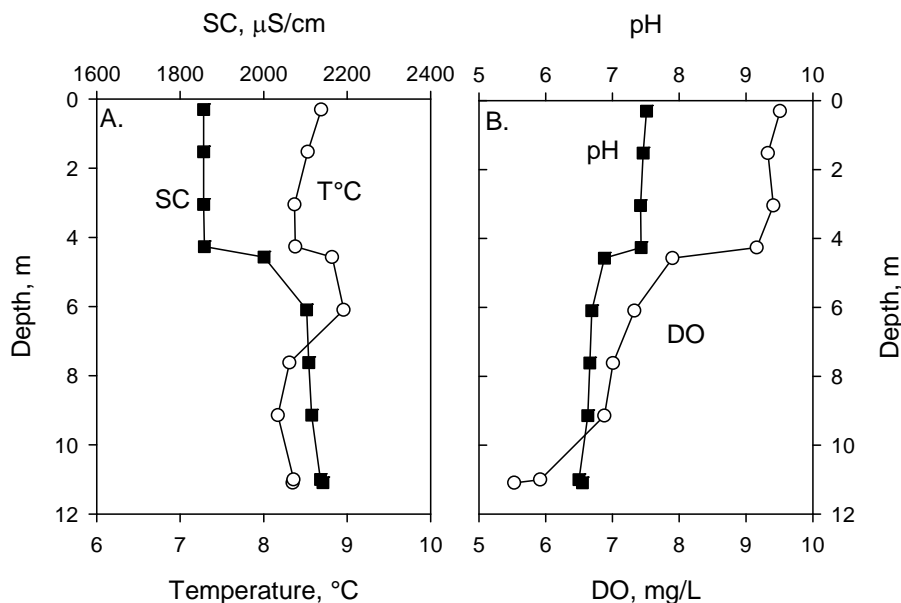 SC, μS/cm
1600 1800 2000 2200 2400
pH
5 6 7 8 9 10
A.
SC
T°C
B.
pH
DO
Depth, m
0
2
4
6
8
10
12
0
2
4
6
8
10
12
Depth, m
6 7 8 9 10
Temperature, °C
5 6 7 8 9 10
DO, mg/L